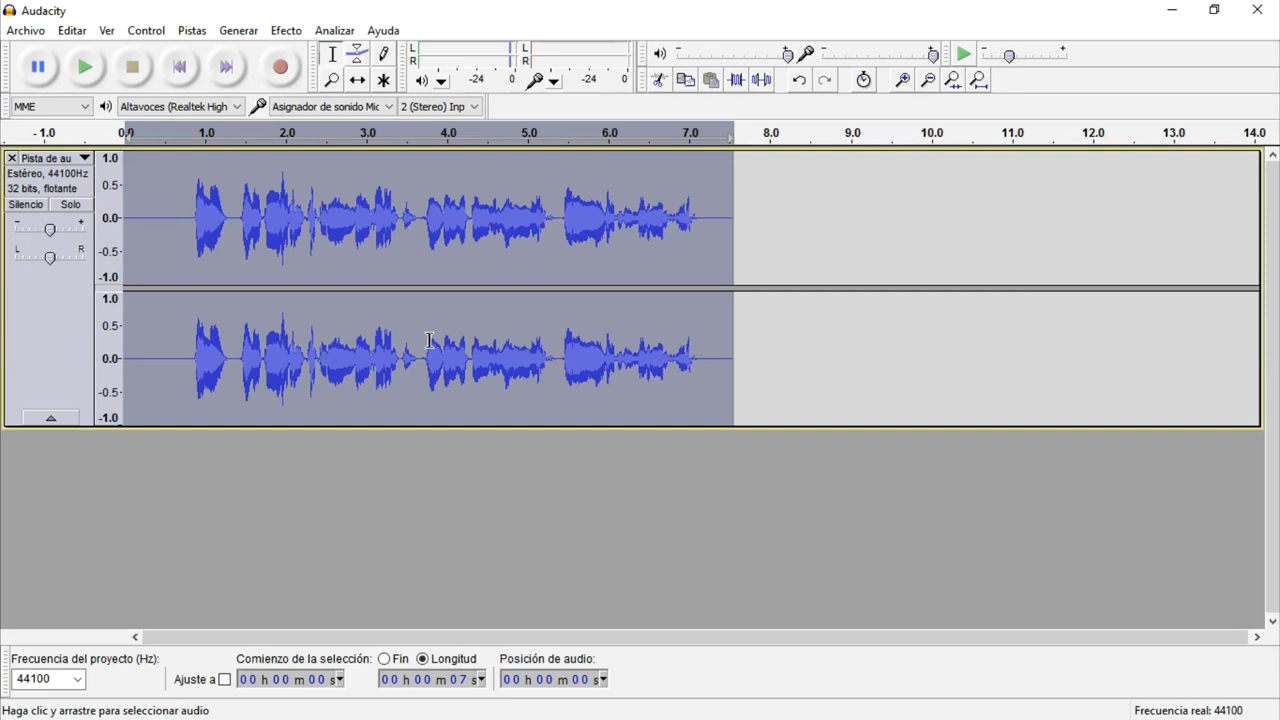 Audacity
Archivo Editar Ver Control Pistas Generar Efecto Analizar Ayuda
L R -24 0 L R -24 0
- + - +
MME Altavoces (Realtek High Asignador de sonido Mic 2 (Stereo) Inp
- 1.0 0.0 1.0 2.0 3.0 4.0 5.0 6.0 7.0 8.0 9.0 10.0 11.0 12.0 13.0 14.0
Pista de au
Estéreo, 44100Hz
32 bits, flotante
Silencio Solo
- +
L R
1.0
0.5
0.0
-0.5
-1.0
1.0
0.5
0.0
-0.5
-1.0
Frecuencia del proyecto (Hz): Comienzo de la selección: Fin Longitud Posición de audio:
44100 Ajuste a 00 h 00 m 00 s 00 h 00 m 07 s 00 h 00 m 00 s
Haga clic y arrastre para seleccionar audio Frecuencia real: 44100